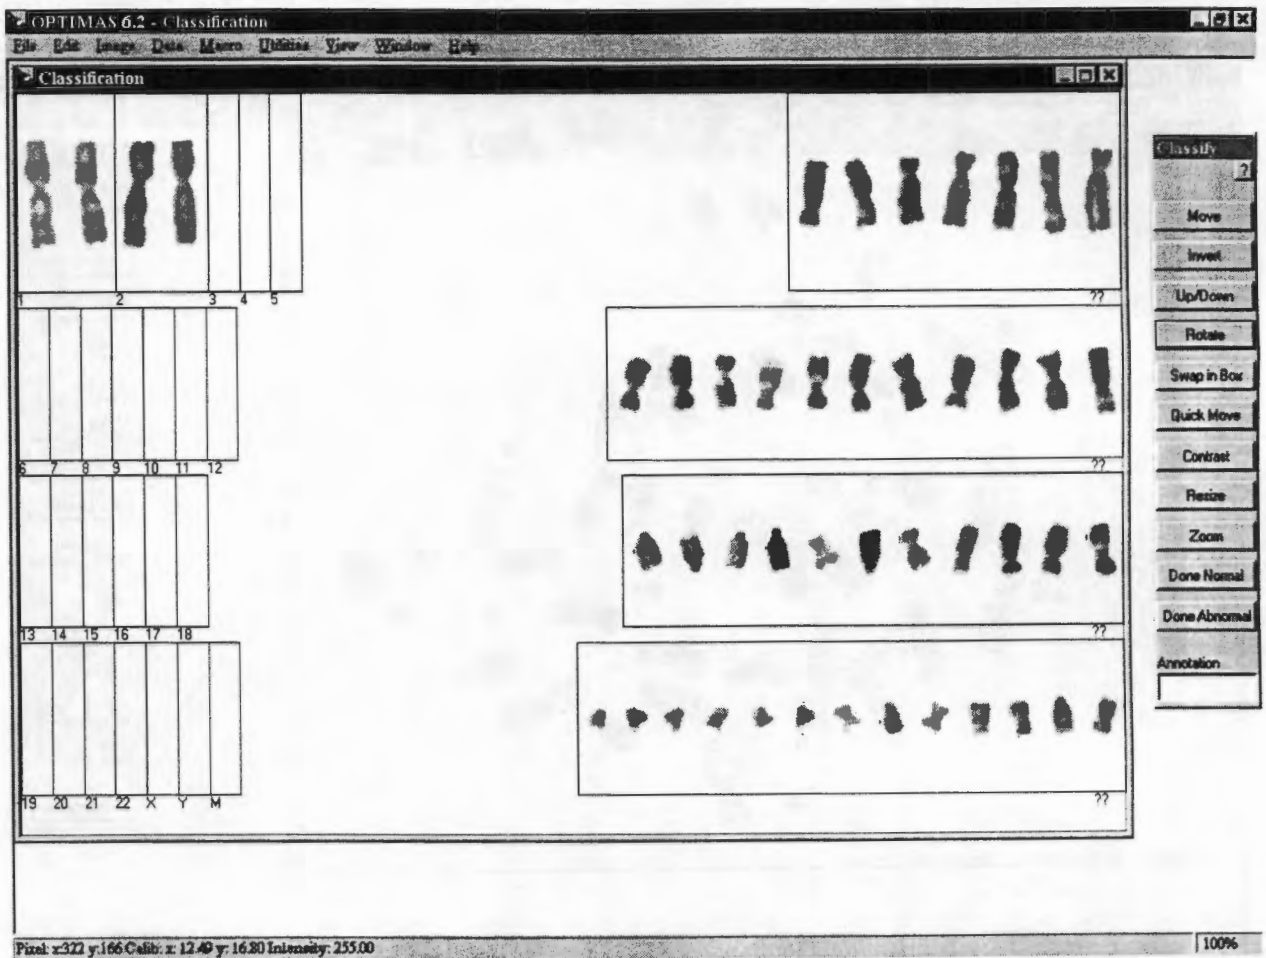 OPTIMAS 6.2 - Classification
File Edit Image Data Macro Utilities View Window Help
Classification
1 2 3 4 5
??
6 7 8 9 10 11 12
??
13 14 15 16 17 18
??
19 20 21 22 X Y M
??
Classify
?
Move
Invert
Up/Down
Rotate
Swap in Box
Quick Move
Contrast
Resize
Zoom
Done Normal
Done Abnormal
Annotation
Pixel: x:322 y:166 Calib: x: 12.49 y: 16.80 Intensity: 255.00
100%